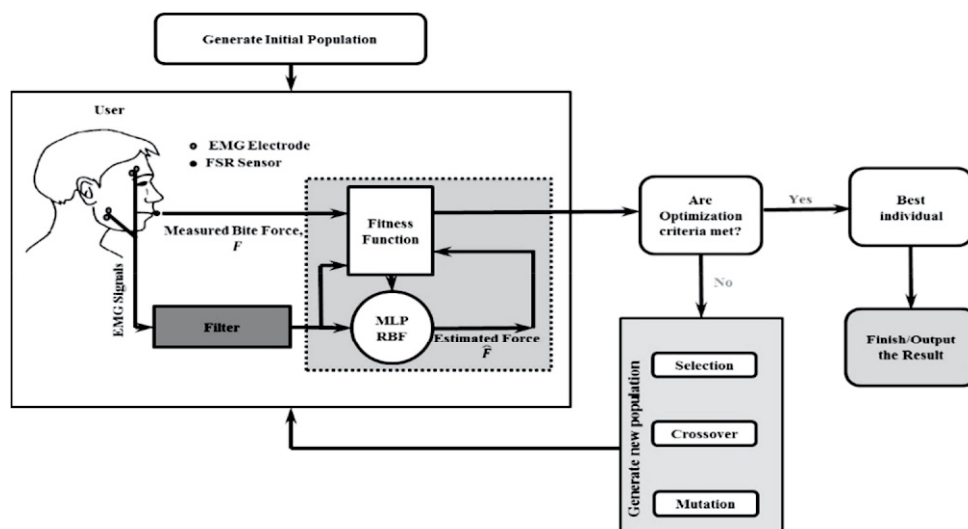 Generate Initial Population
User
EMG Electrode
FSR Sensor
Measured Bite Force,
F
EMG Signals
Filter
Fitness
Function
MLP
RBF
Estimated Force
F̂
Are
Optimization
criteria met?
Yes
No
Best
individual
Finish/Output
the Result
Generate new population
Selection
Crossover
Mutation